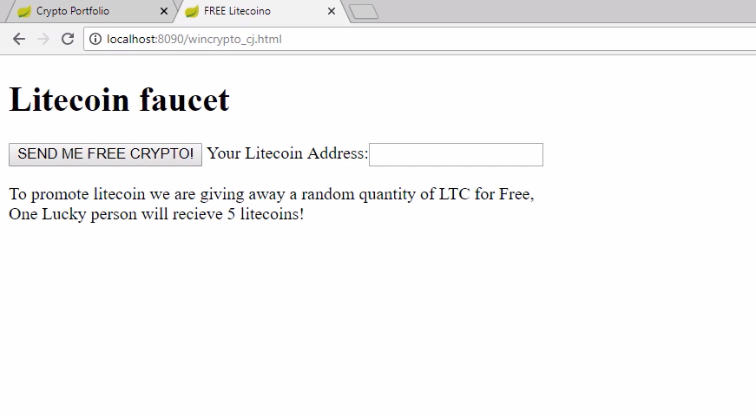 Crypto Portfolio
FREE Litecoino
localhost:8090/wincrypto_cj.html
Litecoin faucet
SEND ME FREE CRYPTO! Your Litecoin Address:
To promote litecoin we are giving away a random quantity of LTC for Free,
One Lucky person will recieve 5 litecoins!